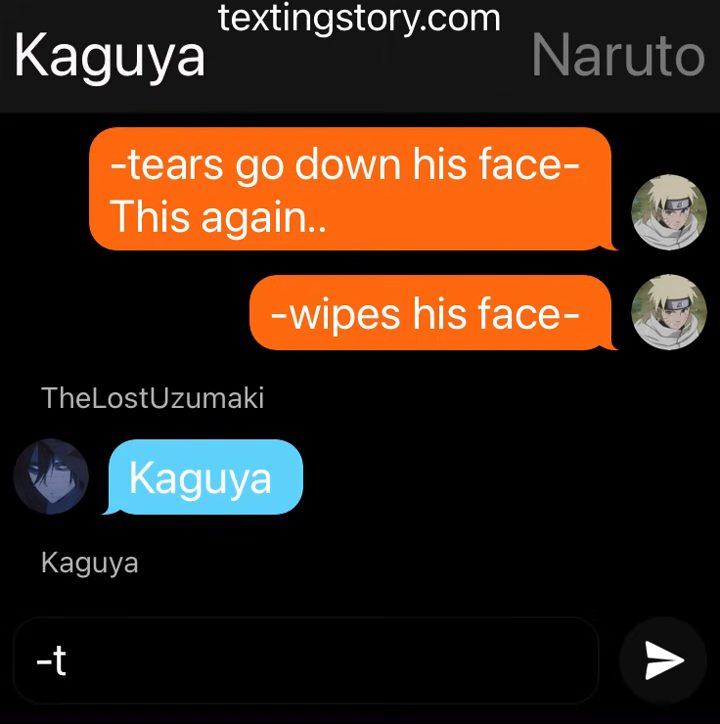 textingstory.com
Kaguya
Naruto
-tears go down his face-
This again..
-wipes his face-
TheLostUzumaki
Kaguya
Kaguya
-t